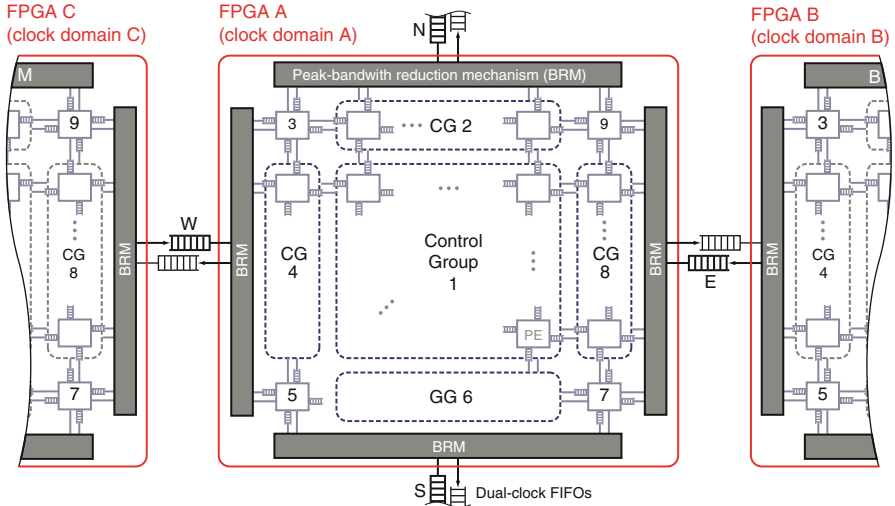 FPGA C
(clock domain C)
FPGA A
(clock domain A)
FPGA B
(clock domain B)
N
M
Peak-bandwith reduction mechanism (BRM)
B
9
3
CG 2
9
3
W
CG
8
BRM
BRM
CG
4
Control
Group
1
CG
8
BRM
E
BRM
CG
4
PE
7
5
GG 6
7
5
BRM
S
Dual-clock FIFOs